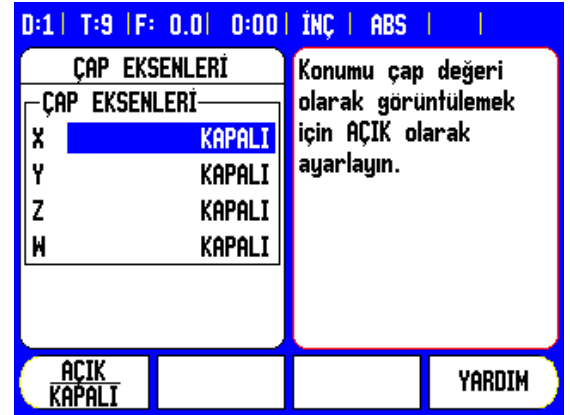 D:1 | T:9 | F: 0.0 | 0:00 | İNÇ | ABS | |
ÇAP EKSENLERİ
ÇAP EKSENLERİ
X KAPALI
Y KAPALI
Z KAPALI
W KAPALI
Konumu çap değeri
olarak görüntülemek
için AÇIK olarak
ayarlayın.
AÇIK
KAPALI
YARDIM